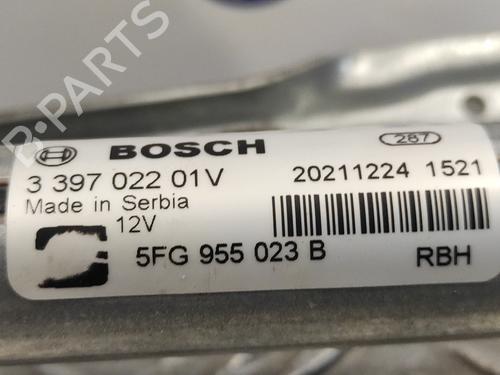 BOSCH 287
3 397 022 01V 20211224 1521
Made in Serbia
12V
5FG 955 023 B RBH
B-PARTS